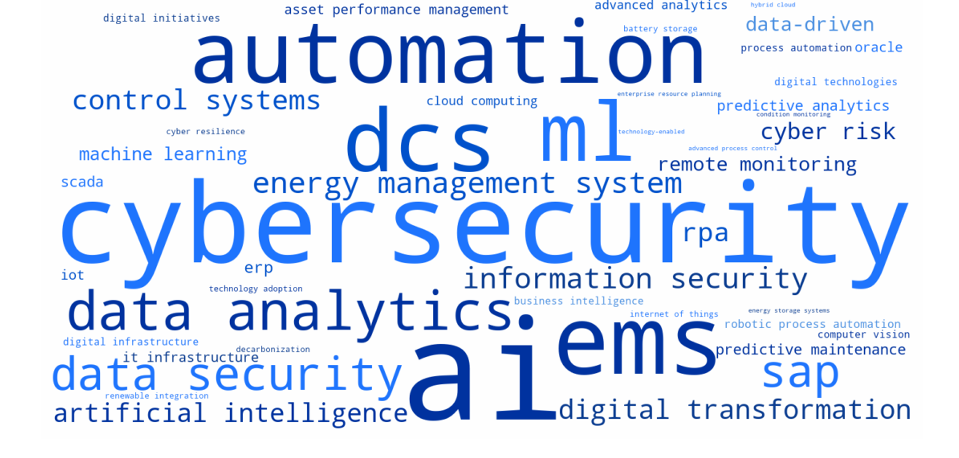 hybrid cloud
advanced analytics
asset performance management
digital initiatives
data-driven
battery storage
automation
process automation
oracle
digital technologies
enterprise resource planning
control systems
cloud computing
predictive analytics
condition monitoring
dcs
ml
technology-enabled
cyber resilience
cyber risk
advanced process control
machine learning
remote monitoring
scada
energy management system
cybersecurity
rpa
erp
iot
information security
technology adoption
business intelligence
data analytics
energy storage systems
internet of things
robotic process automation
computer vision
digital infrastructure
decarbonization
it infrastructure
ai
ems
predictive maintenance
data security
sap
renewable integration
artificial intelligence
digital transformation